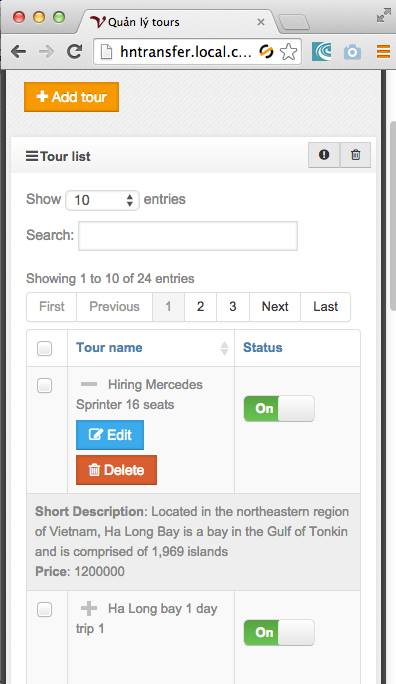 Quản lý tours
hntransfer.local.c...
Add tour
Tour list
Show 10 entries
Search:
Showing 1 to 10 of 24 entries
First Previous 1 2 3 Next Last
Tour name Status
Hiring Mercedes
Sprinter 16 seats
On
Edit
Delete
Short Description: Located in the northeastern region
of Vietnam, Ha Long Bay is a bay in the Gulf of Tonkin
and is comprised of 1,969 islands
Price: 1200000
Ha Long bay 1 day
trip 1
On